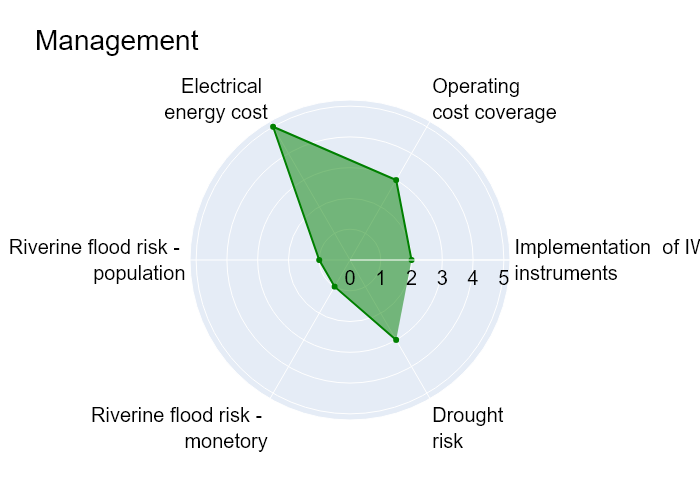 Management
Electrical
energy cost
Operating
cost coverage
Riverine flood risk -
population
Implementation  of IW
instruments
0 1 2 3 4 5
Riverine flood risk -
monetory
Drought
risk